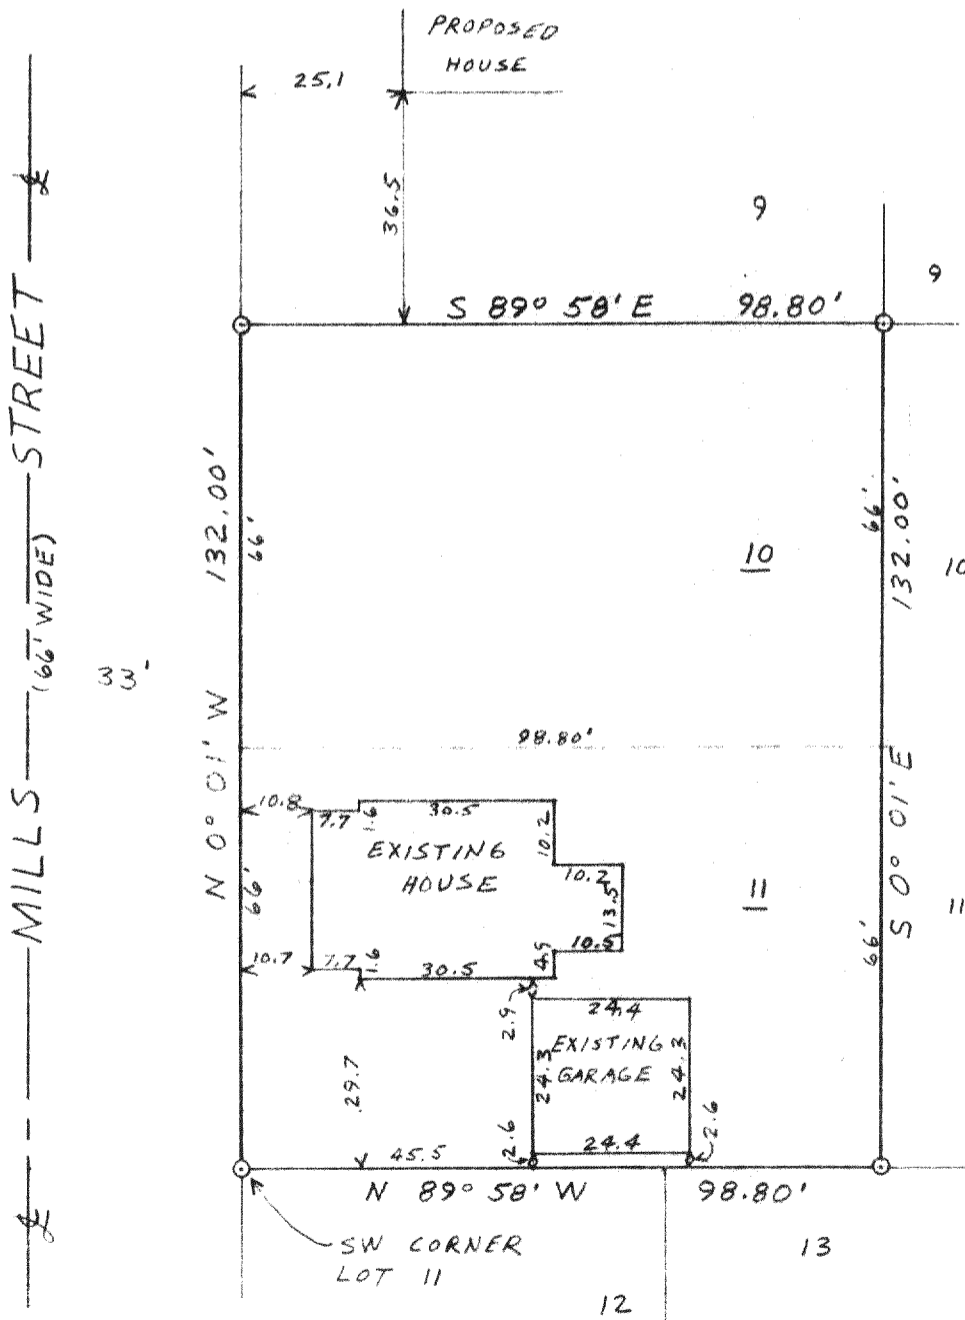 PROPOSED
HOUSE
25.1
36.5
9
9
S 89° 58' E 98.80'
MILLS STREET
(66' WIDE)
33'
N 0° 01' W 132.00'
66'
66'
10
10
66'
132.00'
S 0° 01' E
66'
98.80'
10.8
7.7
1.6
30.5
10.2
EXISTING
HOUSE
10.2
13.5
11
11
10.7
7.7
1.6
30.5
4.9
10.5
2.9
24.4
EXISTING
GARAGE
24.3
24.3
29.7
2.6
24.4
2.6
45.5
N 89° 58' W 98.80'
SW CORNER
LOT 11
13
12